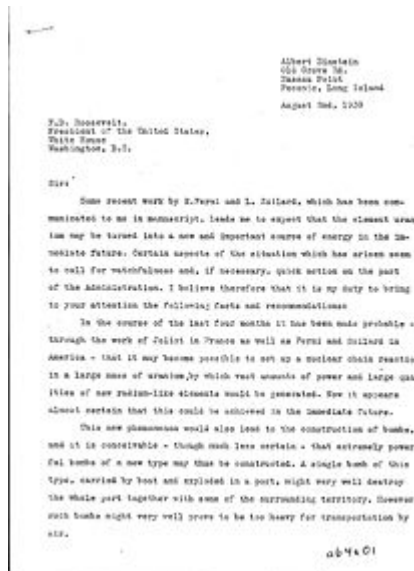 Albert Einstein
Old Grove Rd.
Nassau Point
Peconic, Long Island
August 2nd, 1939
F.D. Roosevelt,
President of the United States,
White House
Washington, D.C.
Sir:
Some recent work by E.Fermi and L. Szilard, which has been com-
municated to me in manuscript, leads me to expect that the element uran-
ium may be turned into a new and important source of energy in the im-
mediate future. Certain aspects of the situation which has arisen seem
to call for watchfulness and, if necessary, quick action on the part
of the Administration. I believe therefore that it is my duty to bring
to your attention the following facts and recommendations:
In the course of the last four months it has been made probable -
through the work of Joliot in France as well as Fermi and Szilard in
America - that it may become possible to set up a nuclear chain reaction
in a large mass of uranium,by which vast amounts of power and large quant-
ities of new radium-like elements would be generated. Now it appears
almost certain that this could be achieved in the immediate future.
This new phenomenon would also lead to the construction of bombs,
and it is conceivable - though much less certain - that extremely power-
ful bombs of a new type may thus be constructed. A single bomb of this
type, carried by boat and exploded in a port, might very well destroy
the whole port together with some of the surrounding territory. However,
such bombs might very well prove to be too heavy for transportation by
air.
ab4a01